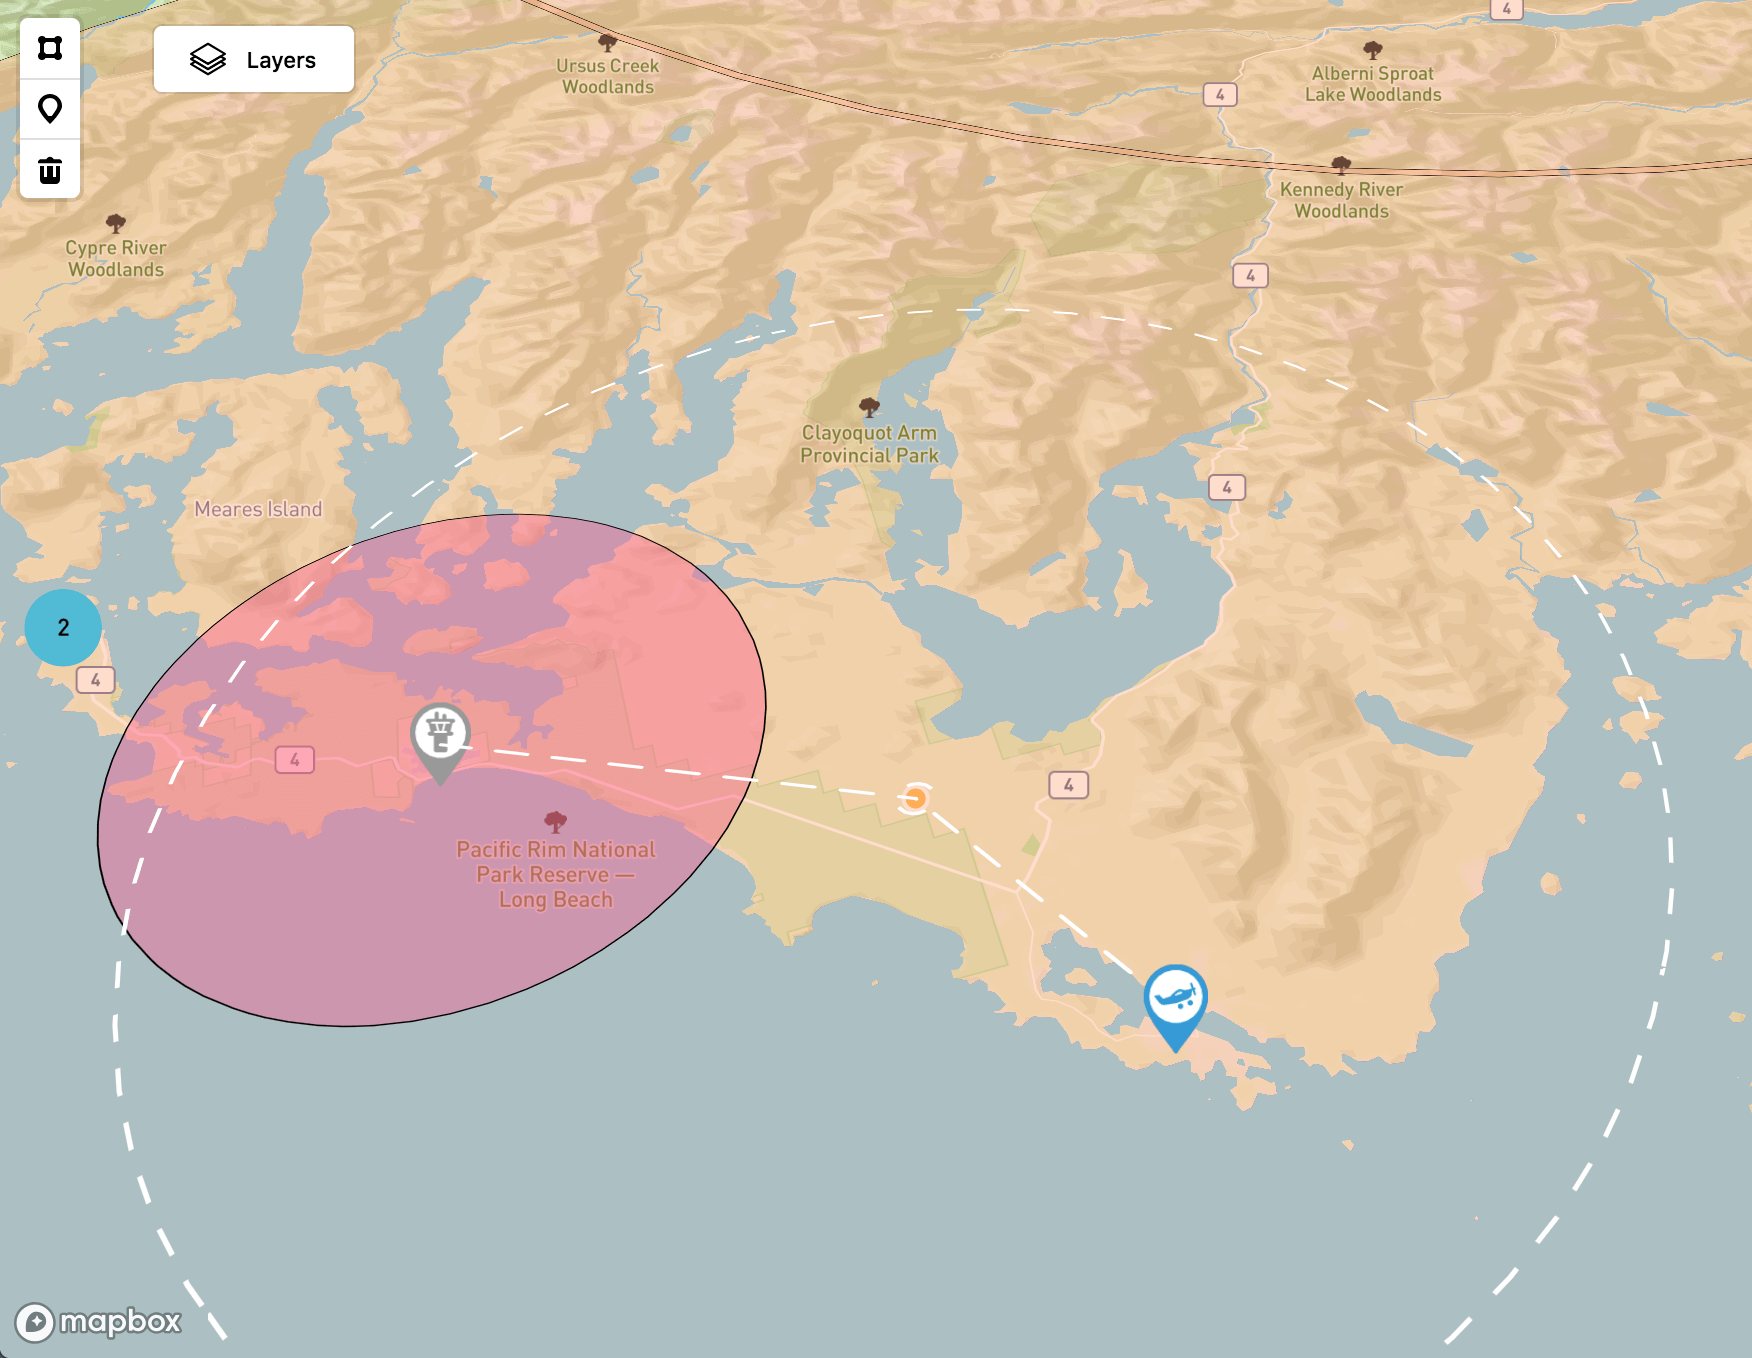 4
Layers
Ursus Creek
Woodlands
Alberni Sproat
Lake Woodlands
4
Kennedy River
Woodlands
Cypre River
Woodlands
4
Clayoquot Arm
Provincial Park
4
Meares Island
2
4
4
4
Pacific Rim National
Park Reserve —
Long Beach
mapbox